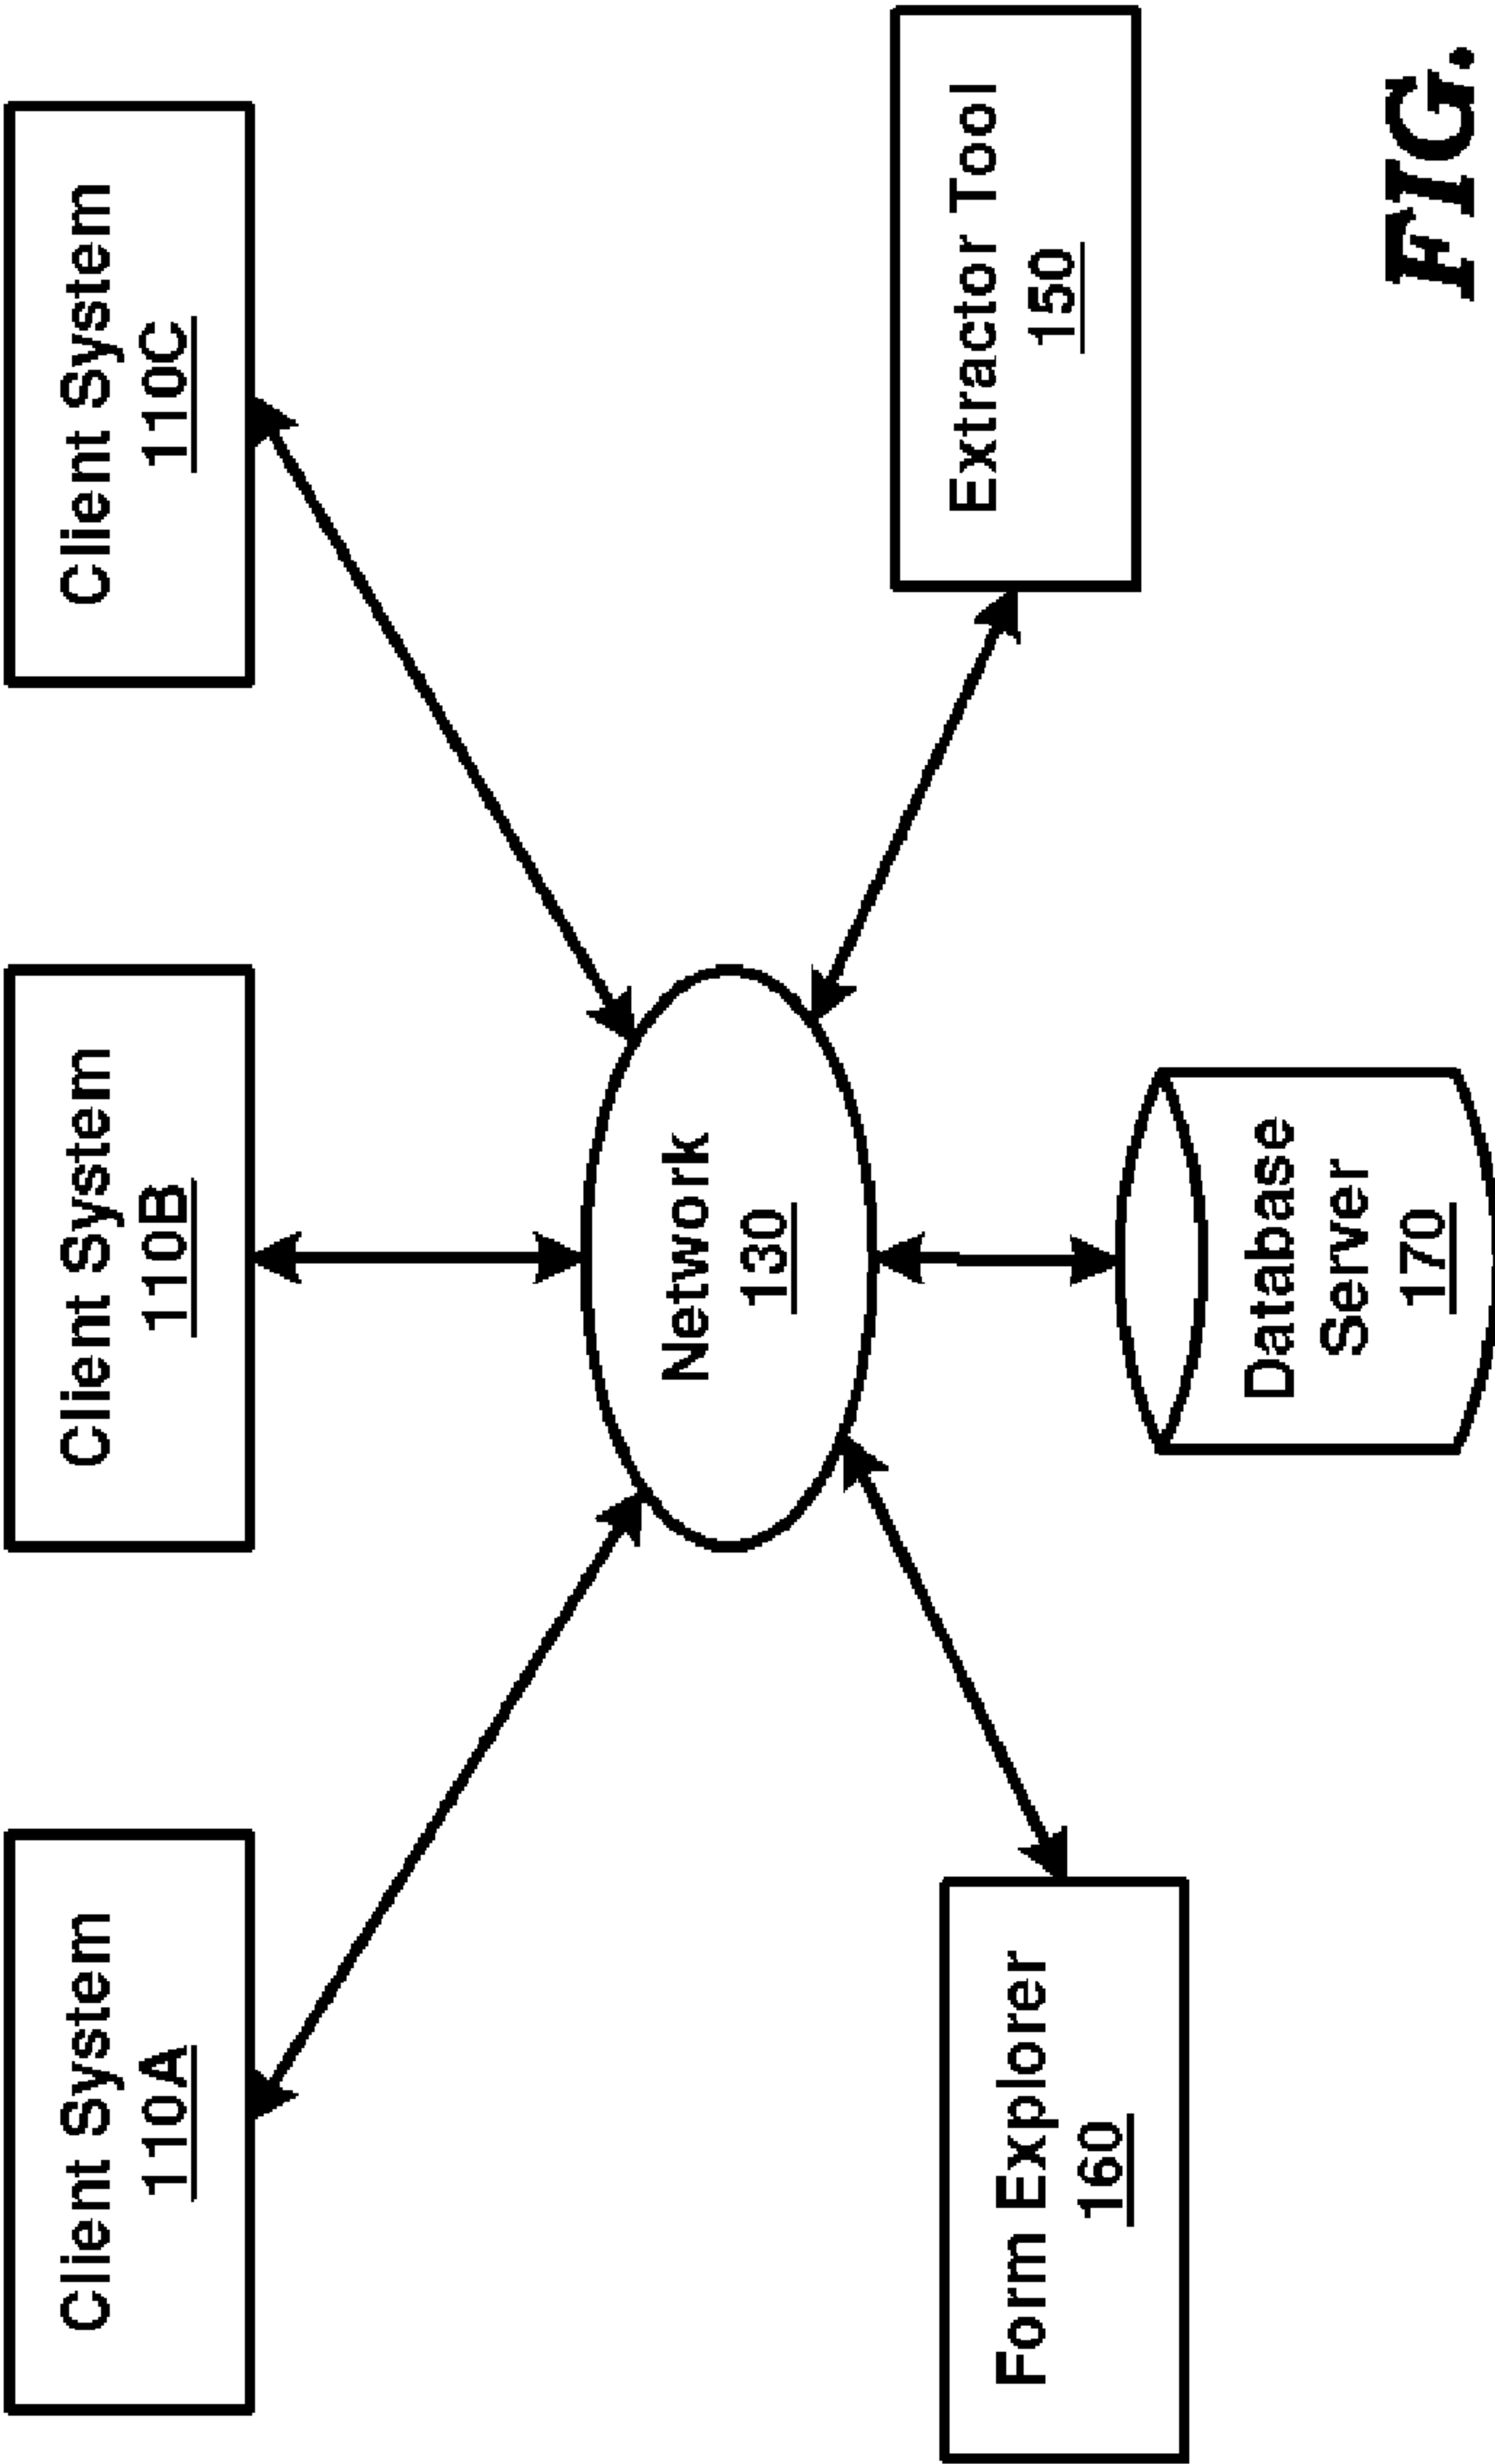 Client System
110A
Client System
110B
Client System
110C
Network
130
Form Explorer
160
Database
Server
170
Extractor Tool
150
FIG.